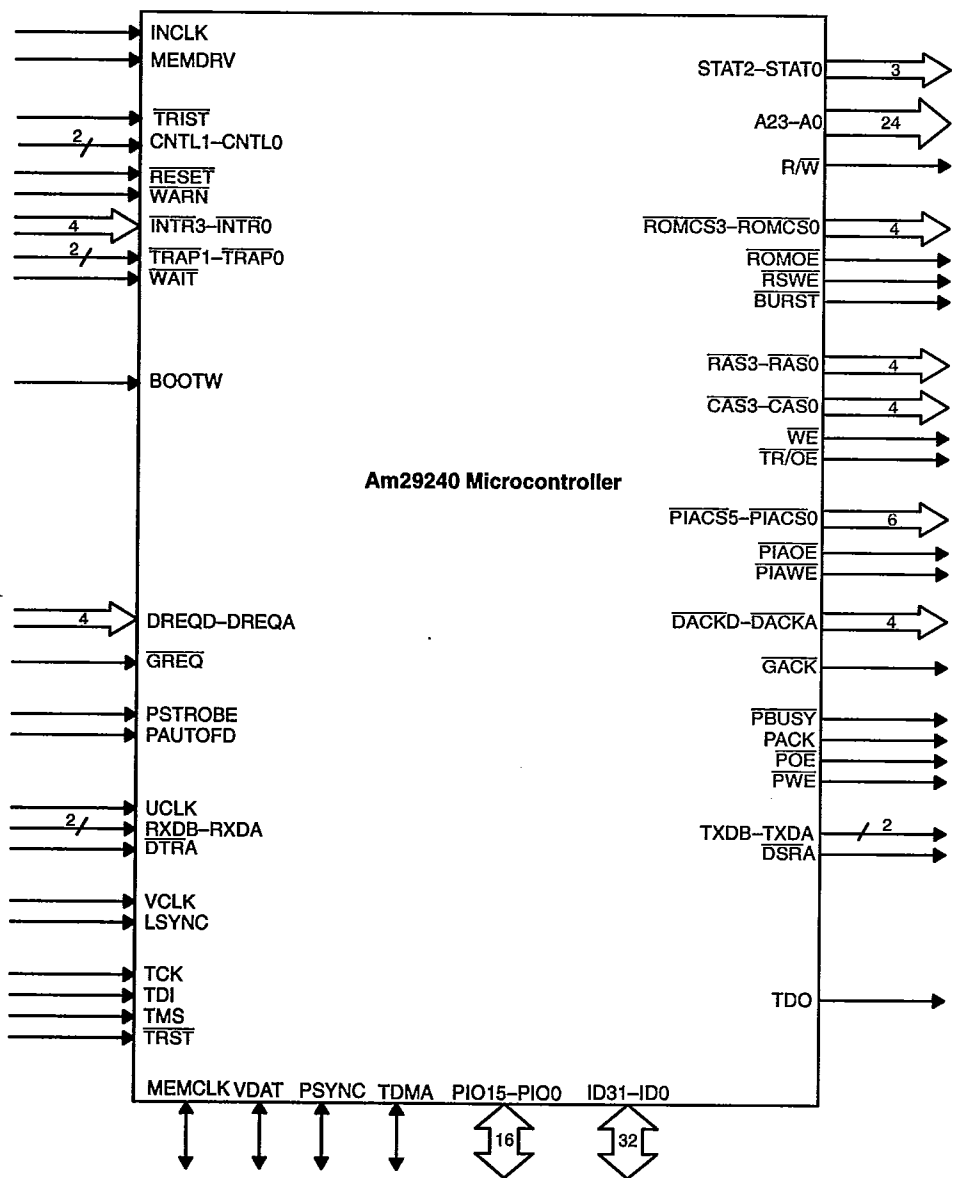 INCLK
MEMDRV
TRIST
2
CNTL1–CNTL0
RESET
WARN
4
INTR3–INTR0
2
TRAP1–TRAP0
WAIT
BOOTW
4
DREQD–DREQA
GREQ
PSTROBE
PAUTOFD
UCLK
2
RXDB–RXDA
DTRA
VCLK
LSYNC
TCK
TDI
TMS
TRST
Am29240 Microcontroller
STAT2–STAT0
3
A23–A0
24
R/W
ROMCS3–ROMCS0
4
ROMOE
RSWE
BURST
RAS3–RAS0
4
CAS3–CAS0
4
WE
TR/OE
PIACS5–PIACS0
6
PIAOE
PIAWE
DACKD–DACKA
4
GACK
PBUSY
PACK
POE
PWE
TXDB–TXDA
2
DSRA
TDO
MEMCLK VDAT PSYNC TDMA PIO15–PIO0 ID31–ID0
16
32